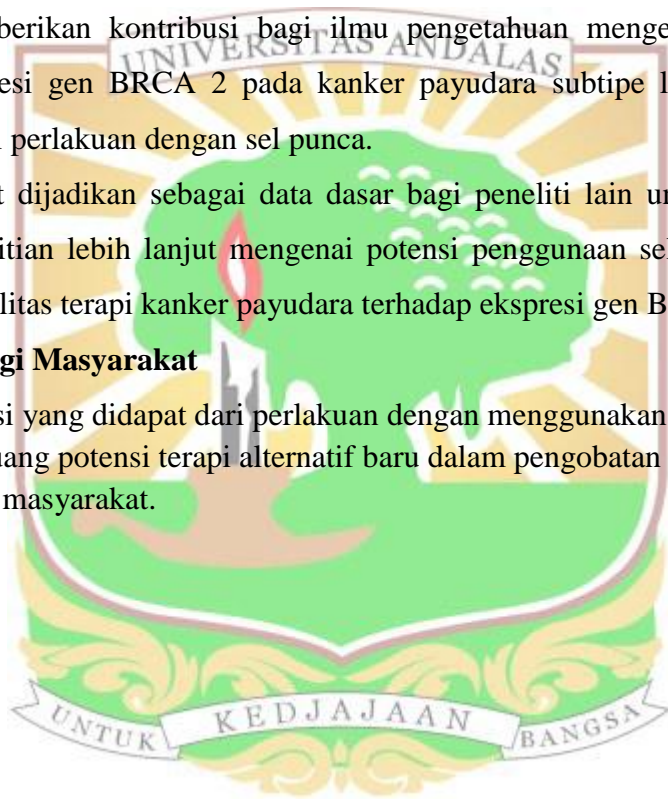 berikan kontribusi bagi ilmu pengetahuan menge
UNIVERSITAS ANDALAS
esi gen BRCA 2 pada kanker payudara subtipe l
perlakuan dengan sel punca.
t dijadikan sebagai data dasar bagi peneliti lain un
itian lebih lanjut mengenai potensi penggunaan sel
litas terapi kanker payudara terhadap ekspresi gen B
gi Masyarakat
si yang didapat dari perlakuan dengan menggunakan
uang potensi terapi alternatif baru dalam pengobatan
masyarakat.
UNTUK KEDJAJAAN BANGSA